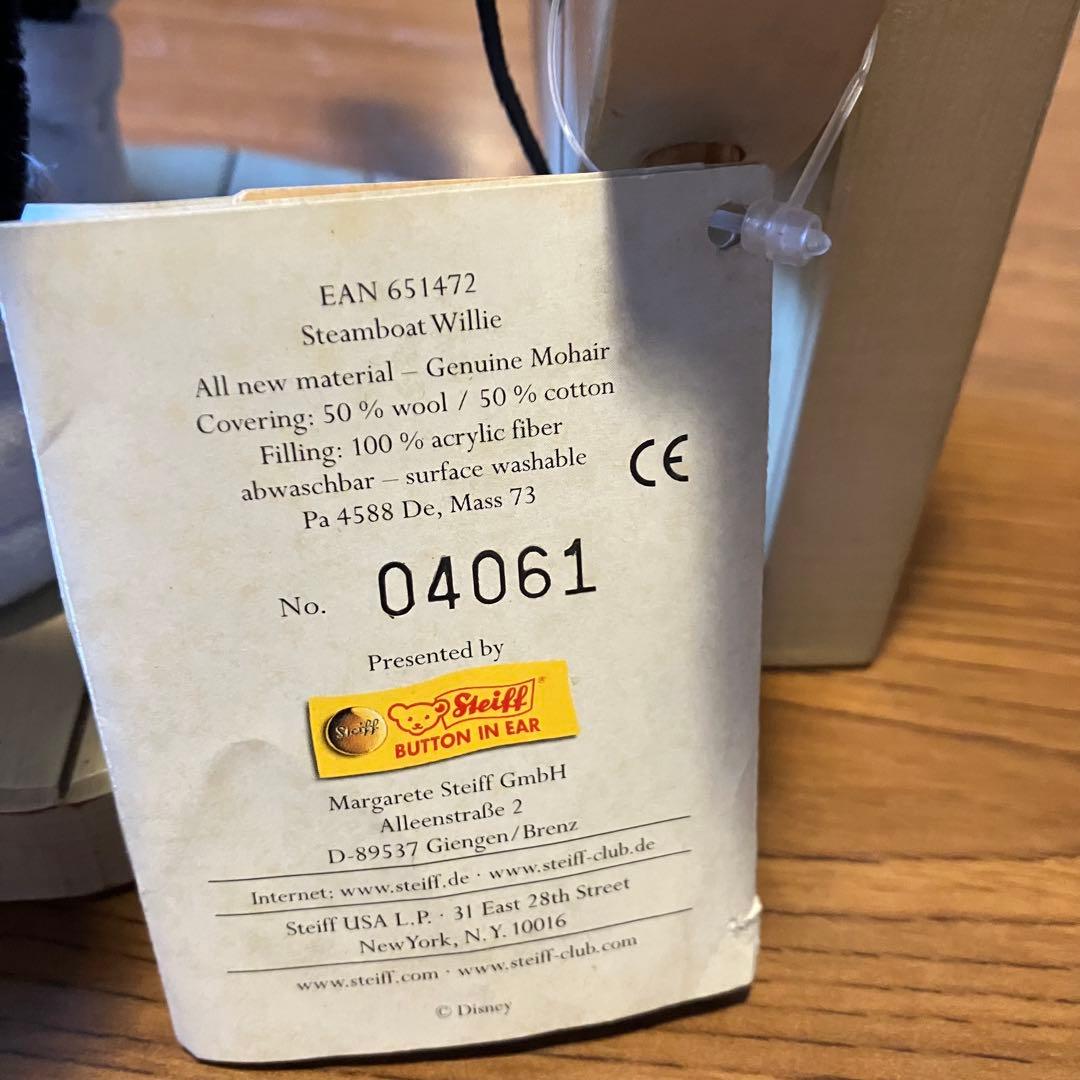 EAN 651472
Steamboat Willie
All new material – Genuine Mohair
Covering: 50 % wool / 50 % cotton
Filling: 100 % acrylic fiber
abwaschbar – surface washable
CE
Pa 4588 De, Mass 73
No. 04061
Presented by
Steiff Steiff®
BUTTON IN EAR
Margarete Steiff GmbH
Alleenstraße 2
D-89537 Giengen/Brenz
Internet: www.steiff.de · www.steiff-club.de
Steiff USA L.P. · 31 East 28th Street
New York, N.Y. 10016
www.steiff.com · www.steiff-club.com
© Disney